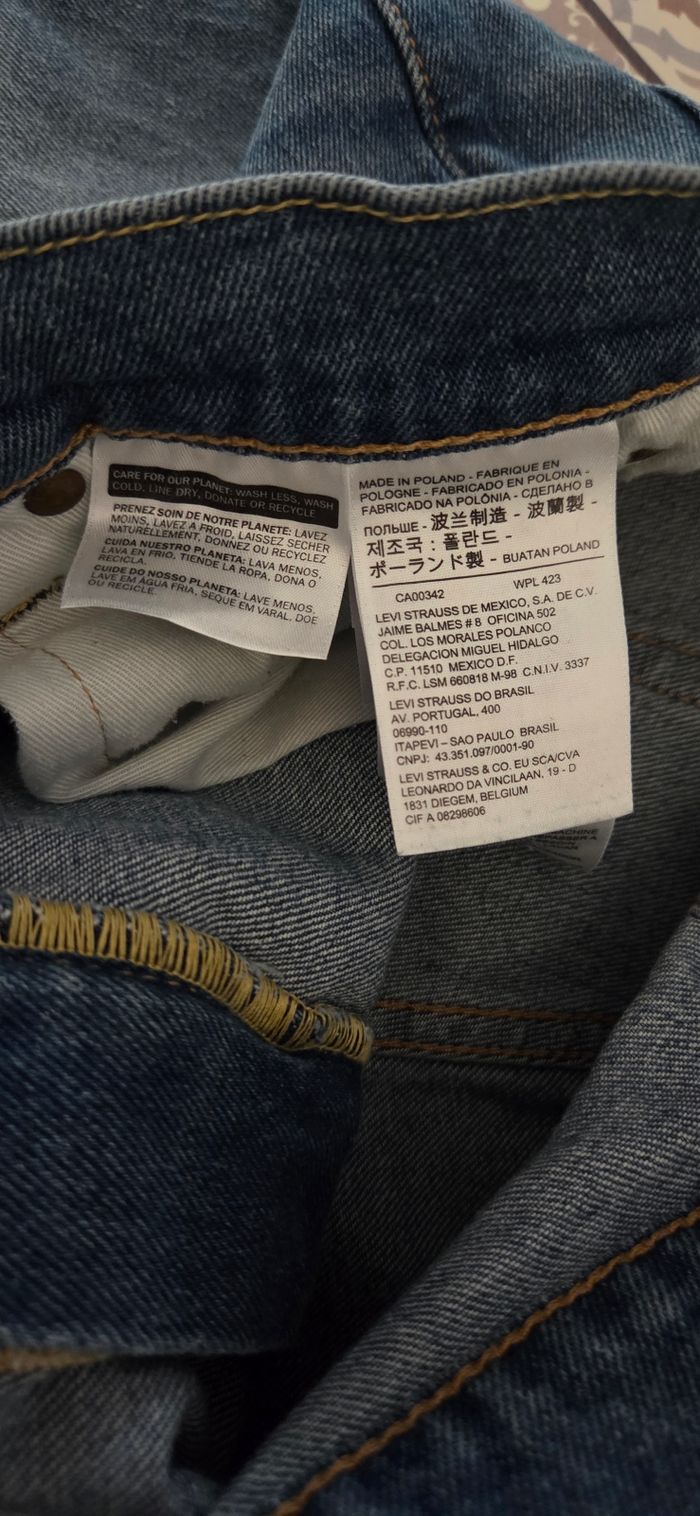 CARE FOR OUR PLANET: WASH LESS, WASH
COLD, LINE DRY, DONATE OR RECYCLE
PRENEZ SOIN DE NOTRE PLANETE: LAVEZ
MOINS, LAVEZ A FROID, LAISSEZ SECHER
NATURELLEMENT, DONNEZ OU RECYCLEZ
CUIDA NUESTRO PLANETA: LAVA MENOS,
LAVA EN FRIO, TIENDE LA ROPA, DONA O
RECICLA.
CUIDE DO NOSSO PLANETA: LAVE MENOS,
LAVE EM ÁGUA FRIA, SEQUE EM VARAL, DOE
OU RECICLE.
MADE IN POLAND - FABRIQUE EN
POLOGNE - FABRICADO EN POLONIA -
FABRICADO NA POLÔNIA - СДЕЛАНО В
ПОЛЬШЕ - 波兰制造 - 波蘭製 -
제조국 : 폴란드 -
ポーランド製 - BUATAN POLAND
CA00342 WPL 423
LEVI STRAUSS DE MEXICO, S.A. DE C.V.
JAIME BALMES # 8 OFICINA 502
COL. LOS MORALES POLANCO
DELEGACION MIGUEL HIDALGO
C.P. 11510 MEXICO D.F.
R.F.C. LSM 660818 M-98 C.N.I.V. 3337
LEVI STRAUSS DO BRASIL
AV. PORTUGAL, 400
06990-110
ITAPEVI – SAO PAULO BRASIL
CNPJ: 43.351.097/0001-90
LEVI STRAUSS & CO. EU SCA/CVA
LEONARDO DA VINCILAAN, 19 - D
1831 DIEGEM, BELGIUM
CIF A 08298606
MACHINE